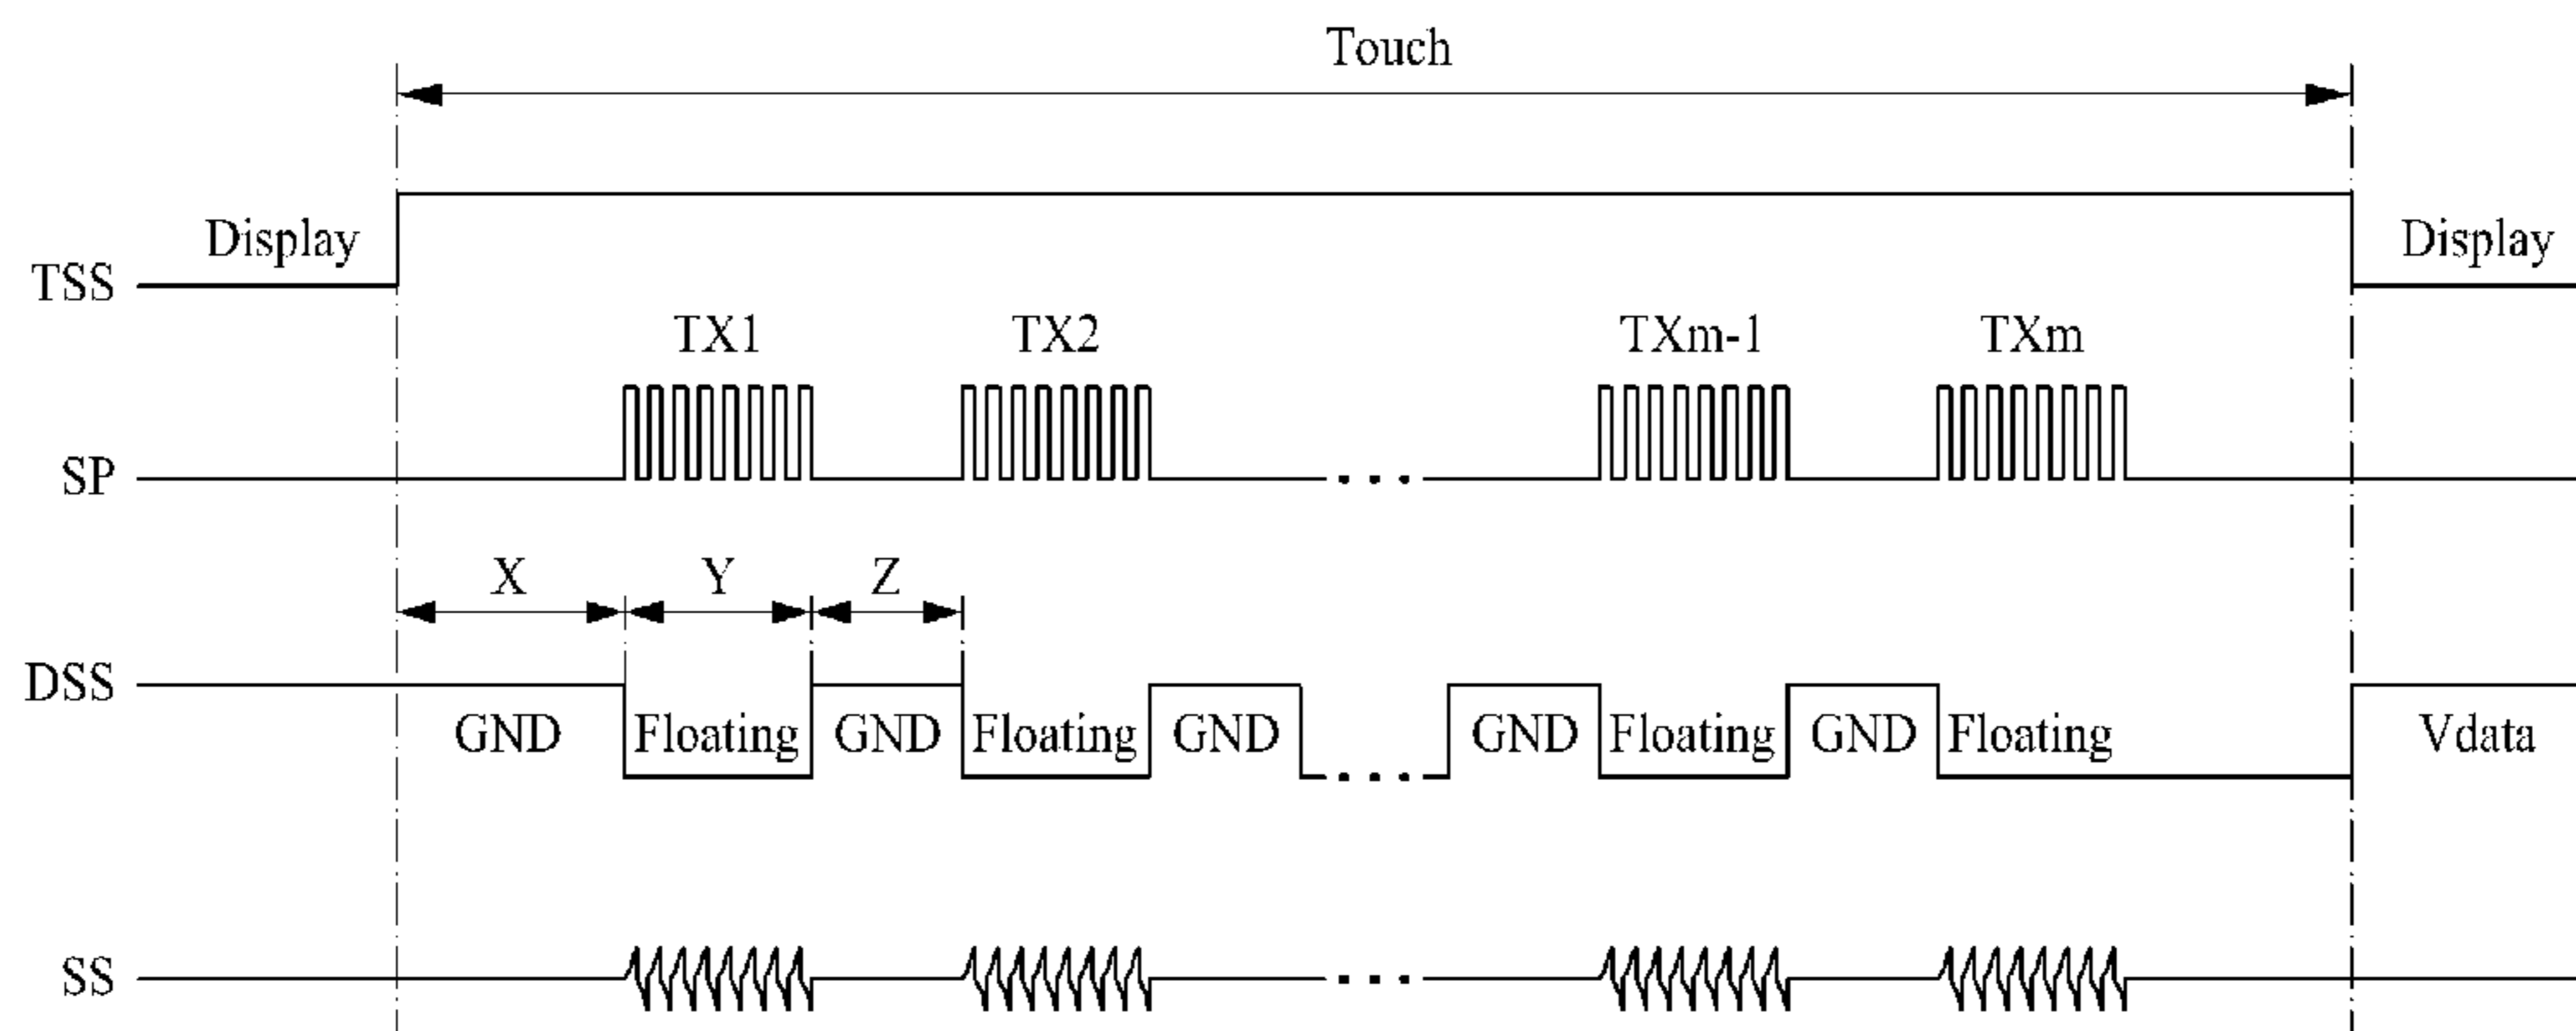 Touch
Display
Display
TSS
TX1 TX2 TXm-1 TXm
SP
X Y Z
DSS
GND Floating GND Floating GND GND Floating GND Floating Vdata
SS